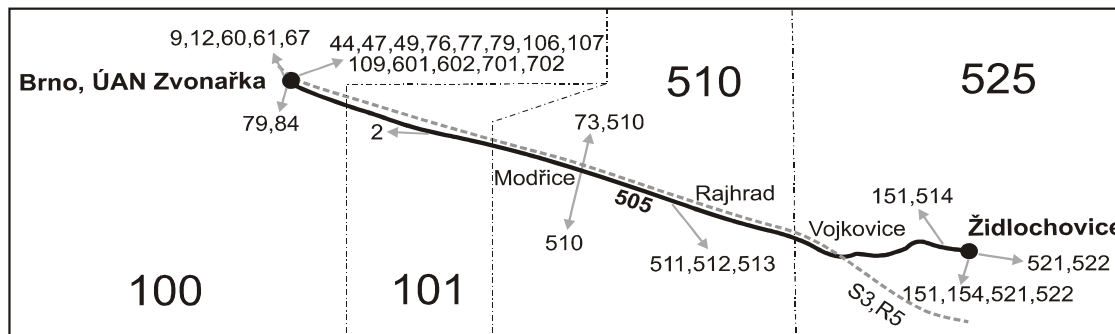 9,12,60,61,67
44,47,49,76,77,79,106,107
109,601,602,701,702
Brno, ÚAN Zvonařka
79,84
2
510
525
73,510
Modřice
505
Rajhrad
510
511,512,513
Vojkovice
151,514
Židlochovice
521,522
151,154,521,522
S3,R5
100
101